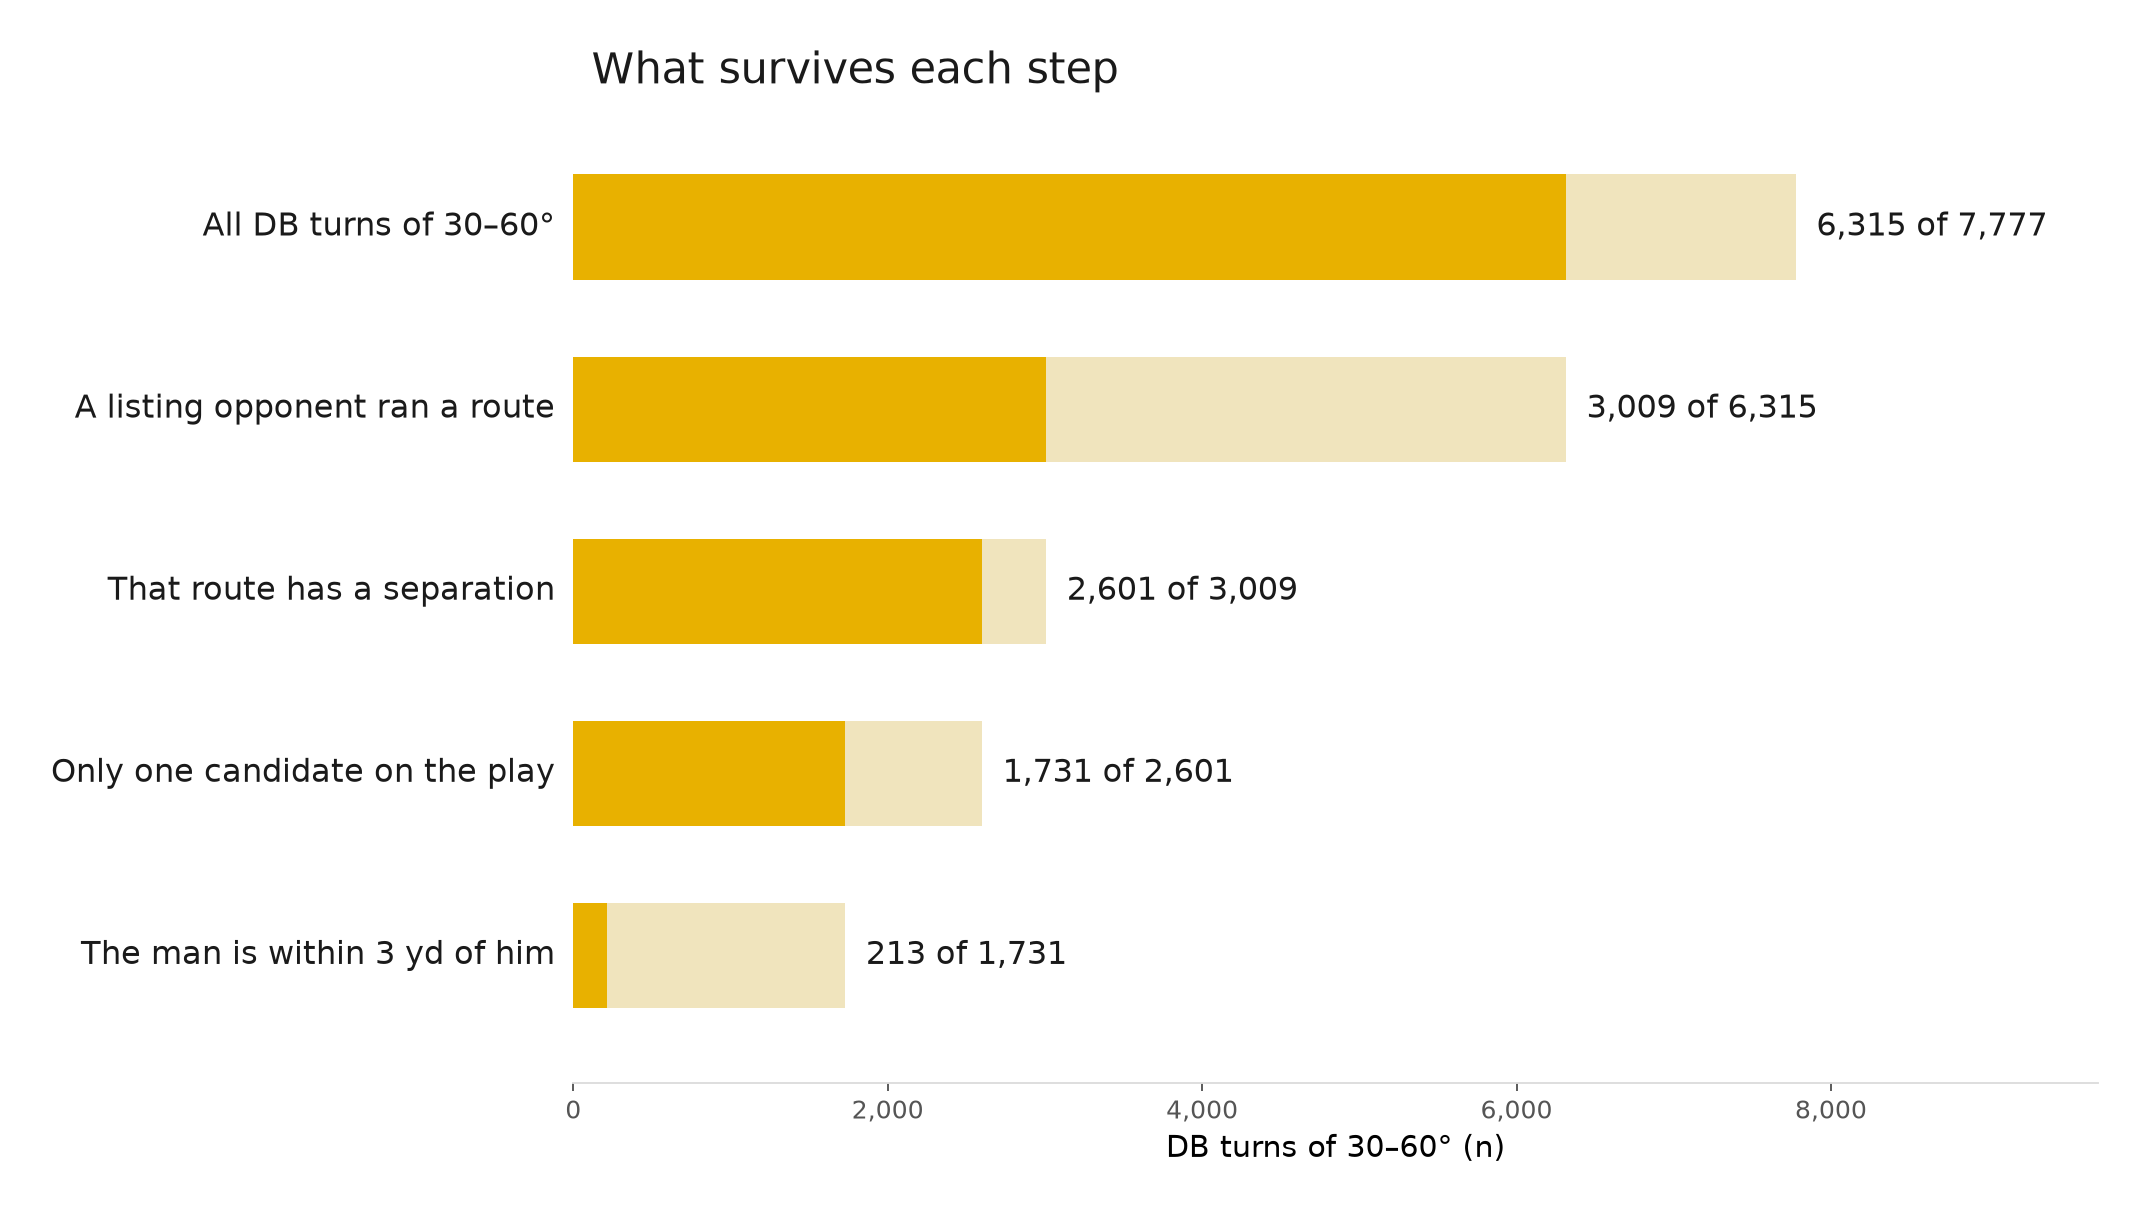 What survives each step
All DB turns of 30–60°
6,315 of 7,777
A listing opponent ran a route
3,009 of 6,315
That route has a separation
2,601 of 3,009
Only one candidate on the play
1,731 of 2,601
The man is within 3 yd of him
213 of 1,731
0 2,000 4,000 6,000 8,000
DB turns of 30–60° (n)